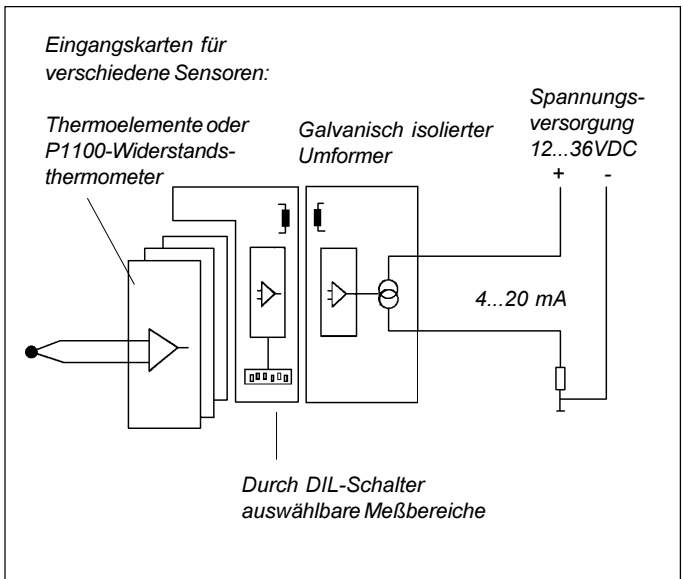 Eingangskarten für
verschiedene Sensoren:
Thermoelemente oder
P1100-Widerstands-
thermometer
Galvanisch isolierter
Umformer
Spannungs-
versorgung
12...36VDC
+ -
4...20 mA
Durch DIL-Schalter
auswählbare Meßbereiche